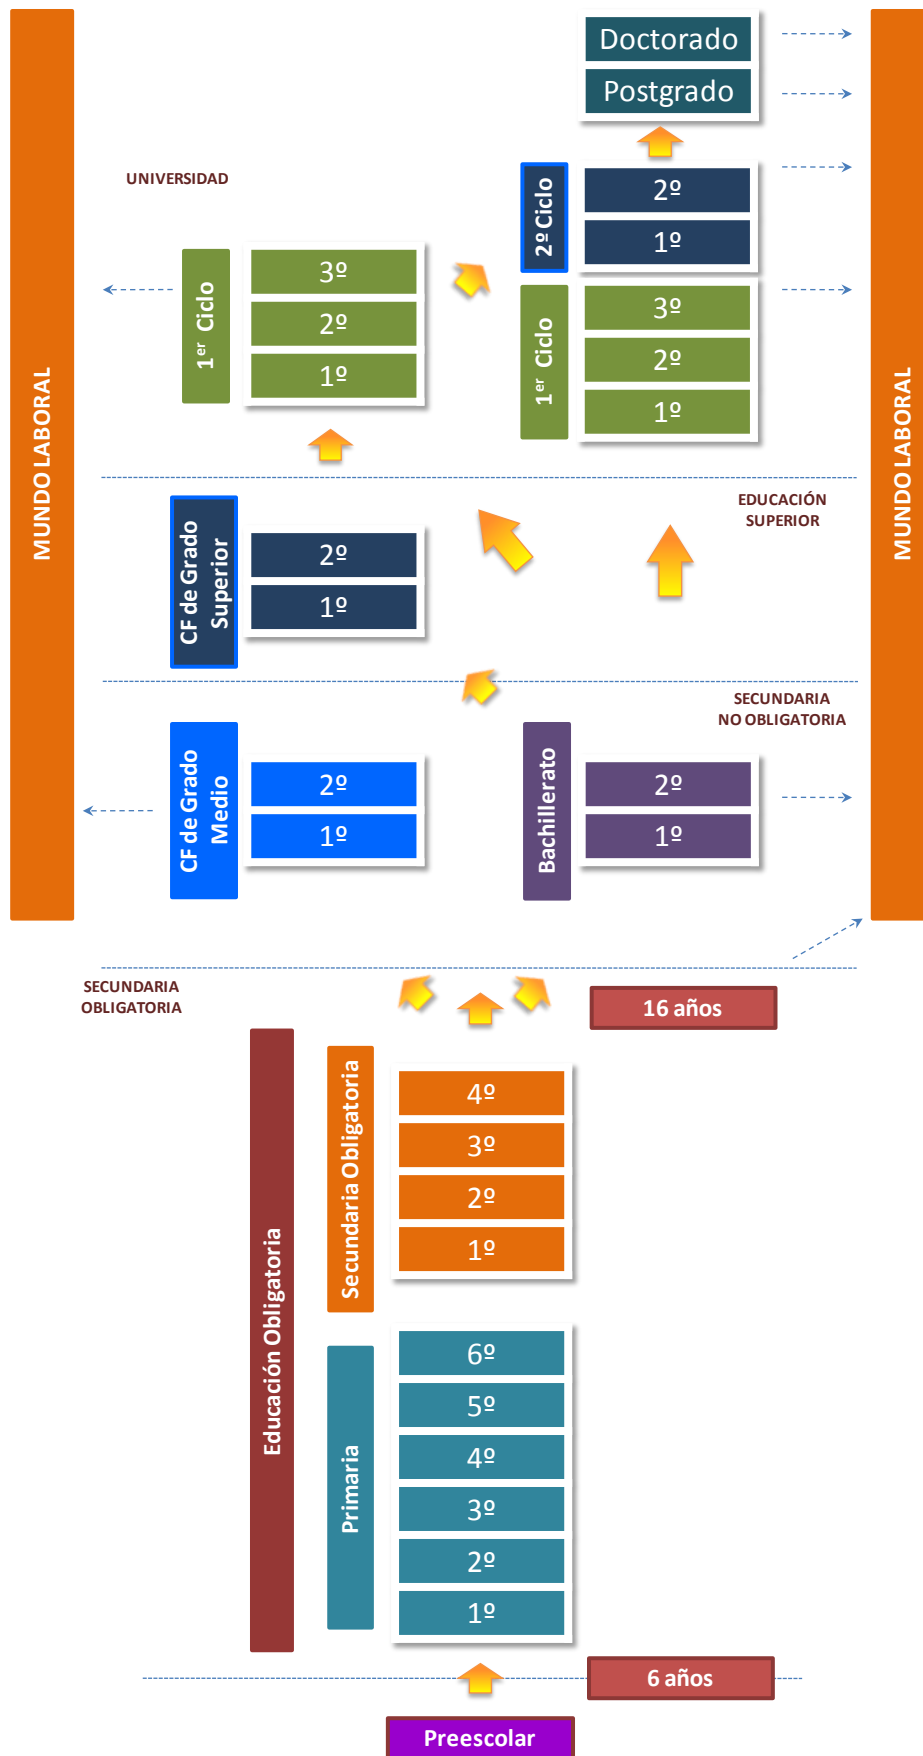 Doctorado
Postgrado
UNIVERSIDAD
2º Ciclo
2º
1º
1er Ciclo
3º
2º
1º
1er Ciclo
3º
2º
1º
MUNDO LABORAL
MUNDO LABORAL
EDUCACIÓN
SUPERIOR
CF de Grado
Superior
2º
1º
SECUNDARIA
NO OBLIGATORIA
CF de Grado
Medio
2º
1º
Bachillerato
2º
1º
SECUNDARIA
OBLIGATORIA
16 años
Educación Obligatoria
Secundaria Obligatoria
4º
3º
2º
1º
Primaria
6º
5º
4º
3º
2º
1º
6 años
Preescolar